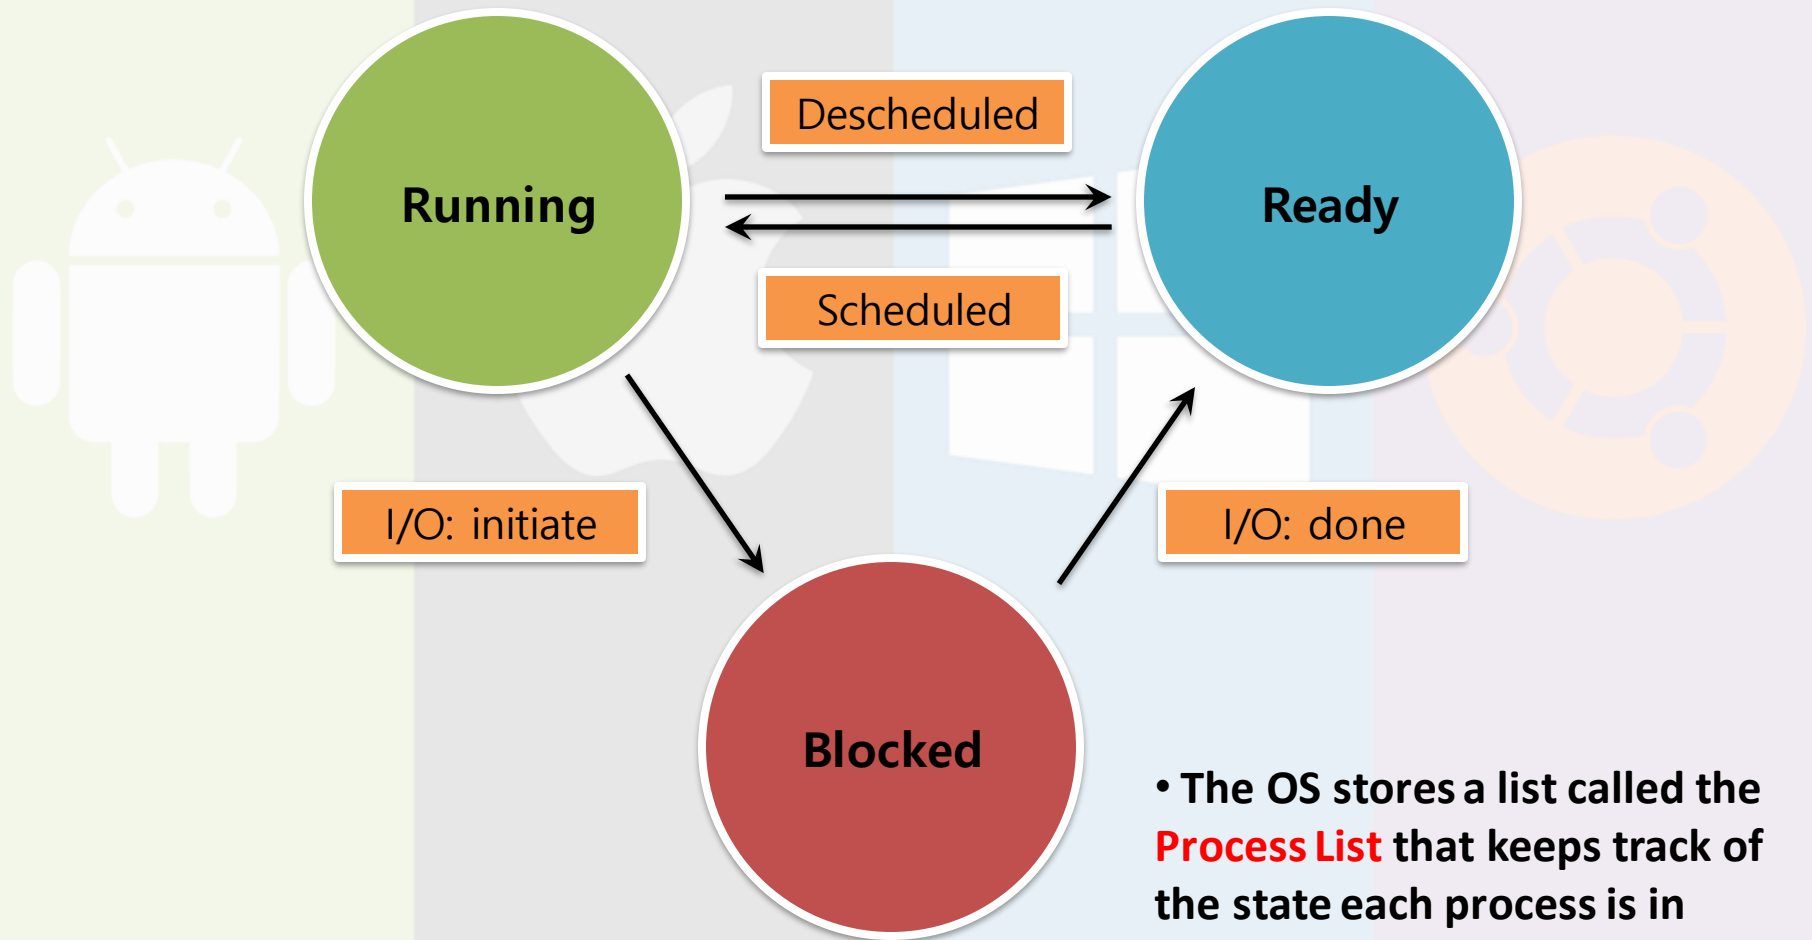 Descheduled
Running
Ready
Scheduled
I/O: initiate
I/O: done
Blocked
• The OS stores a list called the
Process List that keeps track of
the state each process is in